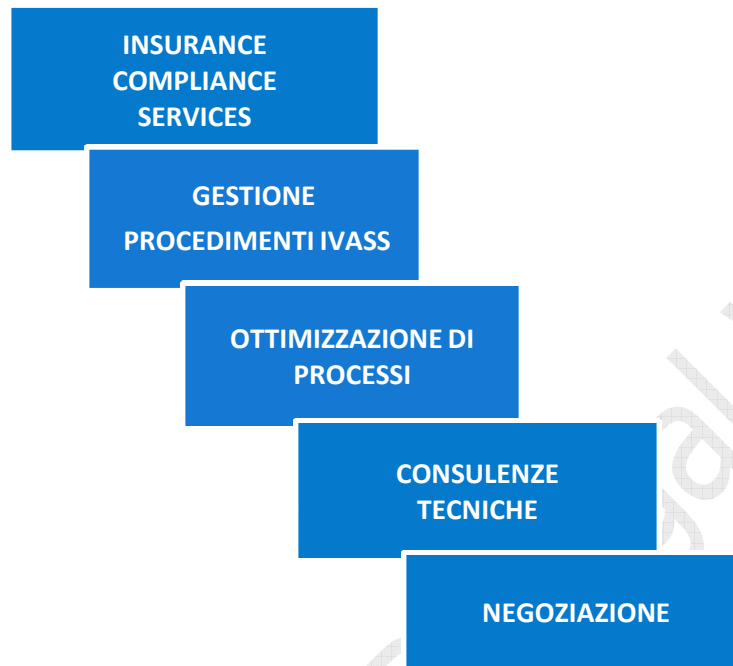 INSURANCE
COMPLIANCE
SERVICES
GESTIONE
PROCEDIMENTI IVASS
OTTIMIZZAZIONE DI
PROCESSI
CONSULENZE
TECNICHE
NEGOZIAZIONE